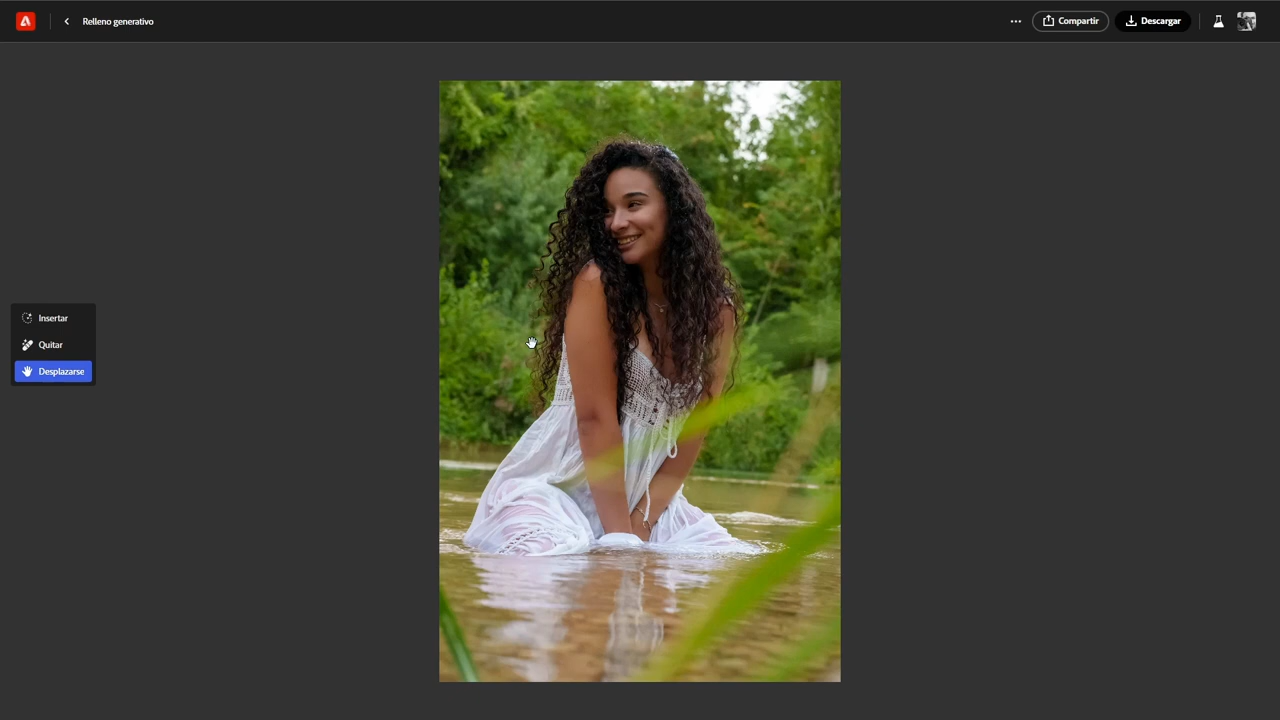 Relleno generativo
Compartir
Descargar
Insertar
Quitar
Desplazarse